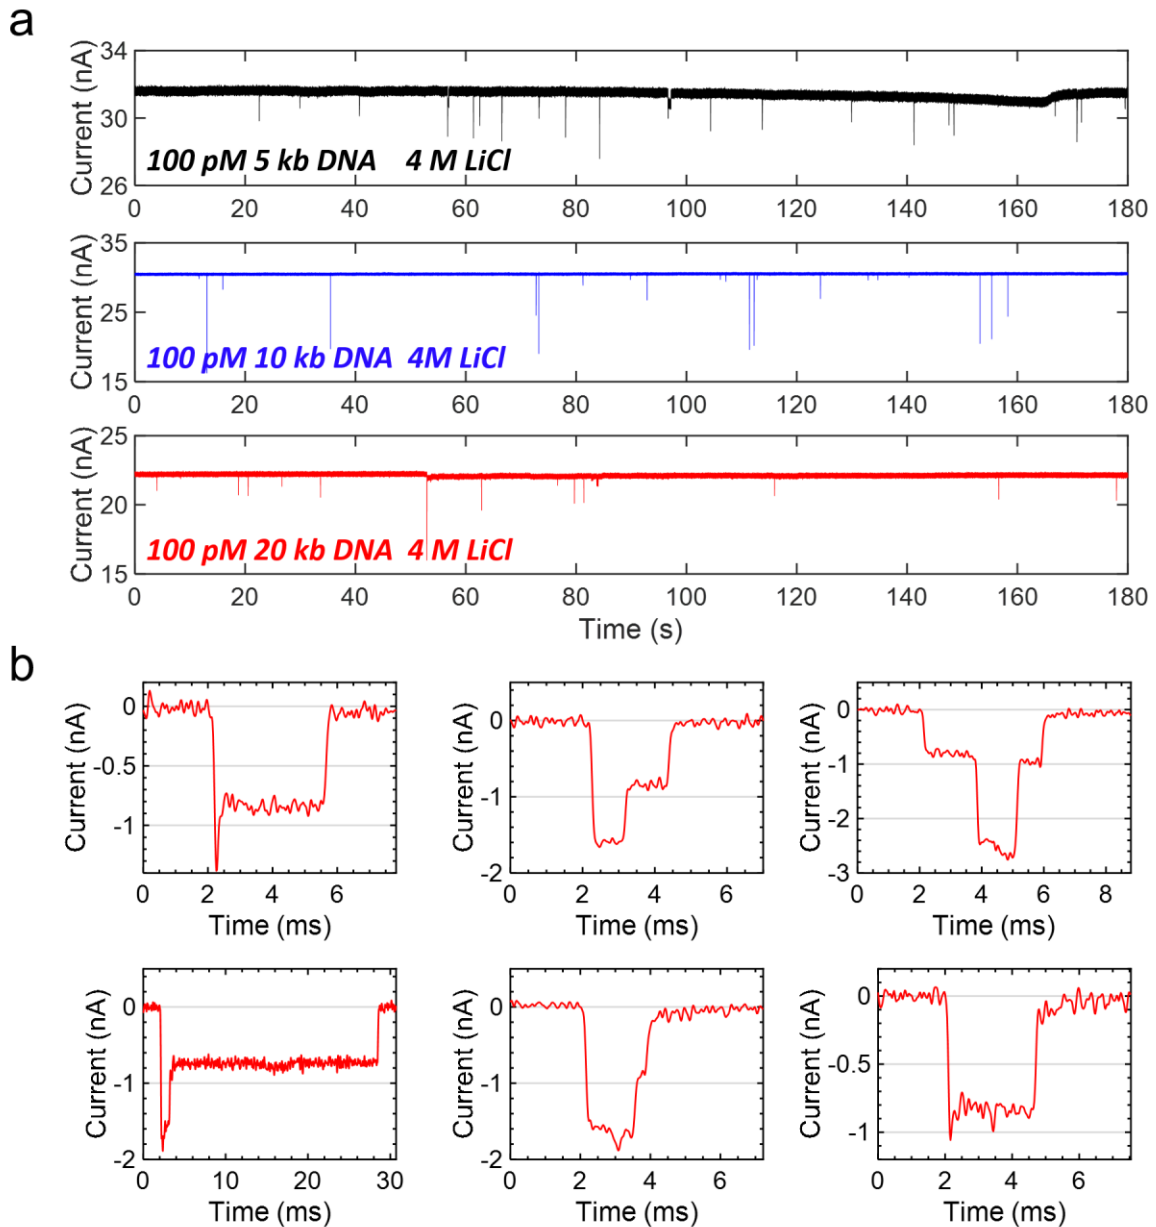 a
Current (nA)
34
30
26
100 pM 5 kb DNA 4 M LiCl
0 20 40 60 80 100 120 140 160 180
Current (nA)
35
25
15
100 pM 10 kb DNA 4M LiCl
0 20 40 60 80 100 120 140 160 180
Current (nA)
25
20
15
100 pM 20 kb DNA 4 M LiCl
0 20 40 60 80 100 120 140 160 180
Time (s)
b
Current (nA)
0
-0.5
-1
0 2 4 6
Time (ms)
Current (nA)
0
-1
-2
0 2 4 6
Time (ms)
Current (nA)
0
-1
-2
-3
0 2 4 6 8
Time (ms)
Current (nA)
0
-1
-2
0 10 20 30
Time (ms)
Current (nA)
0
-1
-2
0 2 4 6
Time (ms)
Current (nA)
0
-0.5
-1
0 2 4 6
Time (ms)